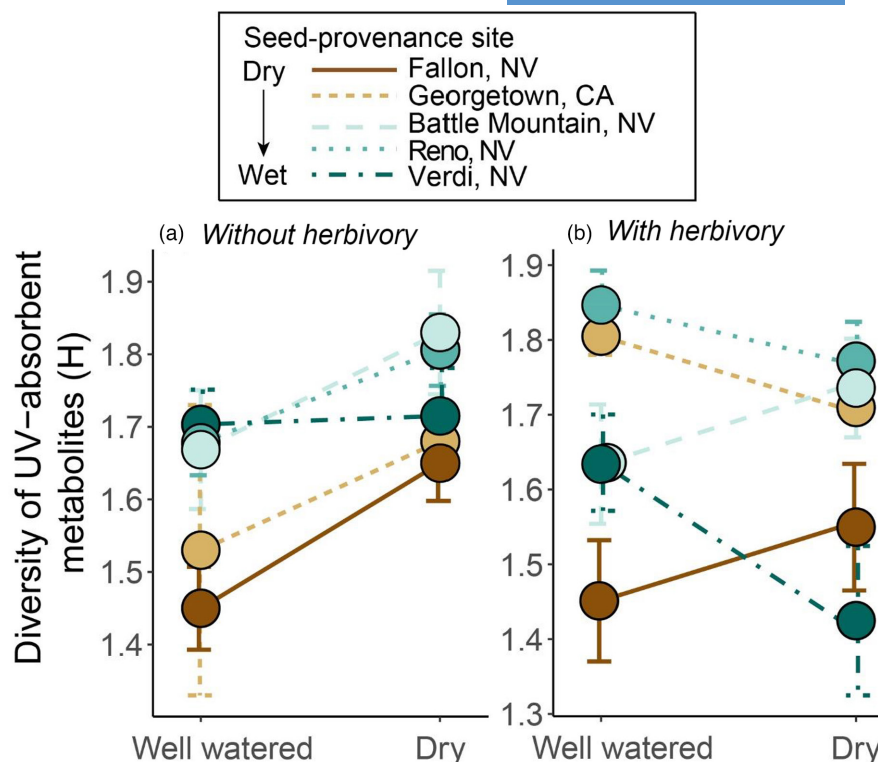 Seed-provenance site
Dry
Fallon, NV
Georgetown, CA
Battle Mountain, NV
Reno, NV
Wet
Verdi, NV
(a) Without herbivory
(b) With herbivory
Diversity of UV−absorbent
metabolites (H)
1.9
1.8
1.7
1.6
1.5
1.4
1.9
1.8
1.7
1.6
1.5
1.4
1.3
Well watered
Dry
Well watered
Dry